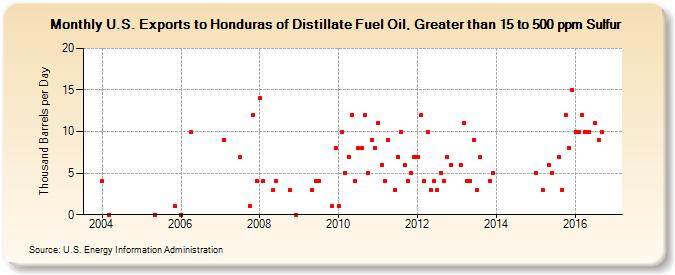 Monthly U.S. Exports to Honduras of Distillate Fuel Oil, Greater than 15 to 500 ppm Sulfur
Thousand Barrels per Day
20
15
10
5
0
2004 2006 2008 2010 2012 2014 2016
Source: U.S. Energy Information Administration